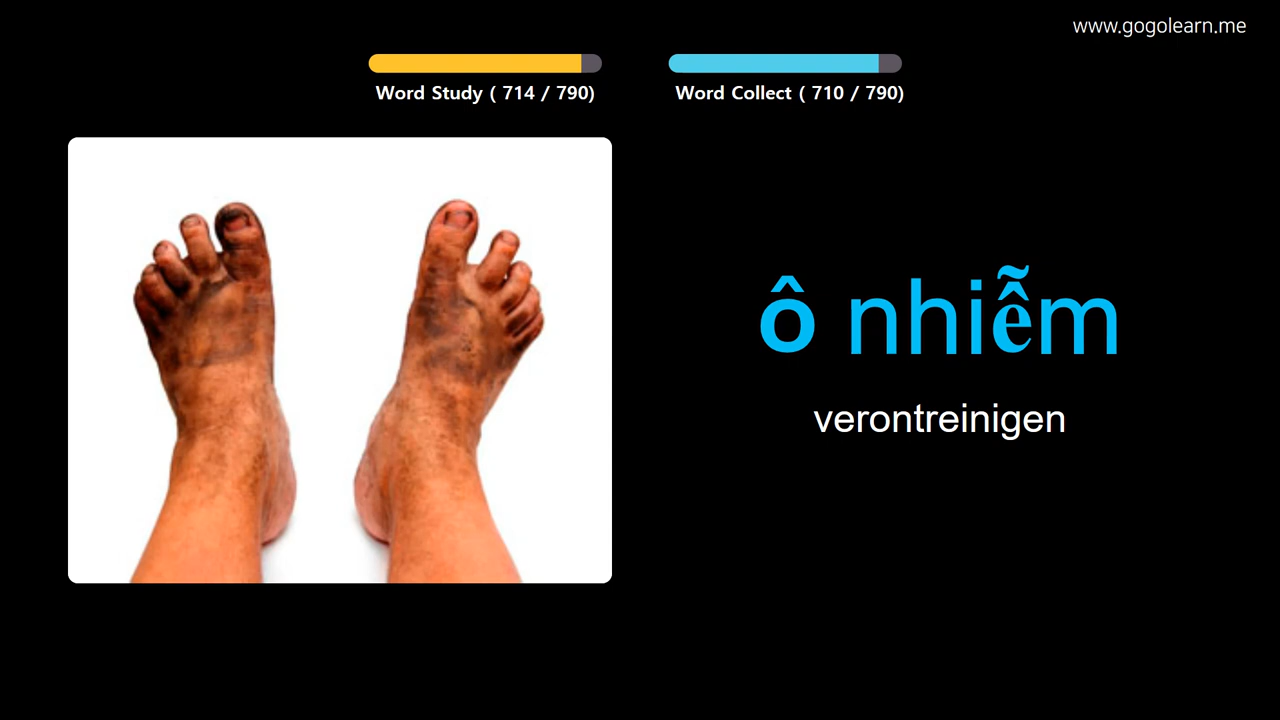 www.gogolearn.me
Word Study ( 714 / 790)
Word Collect ( 710 / 790)
ô nhiễm
verontreinigen